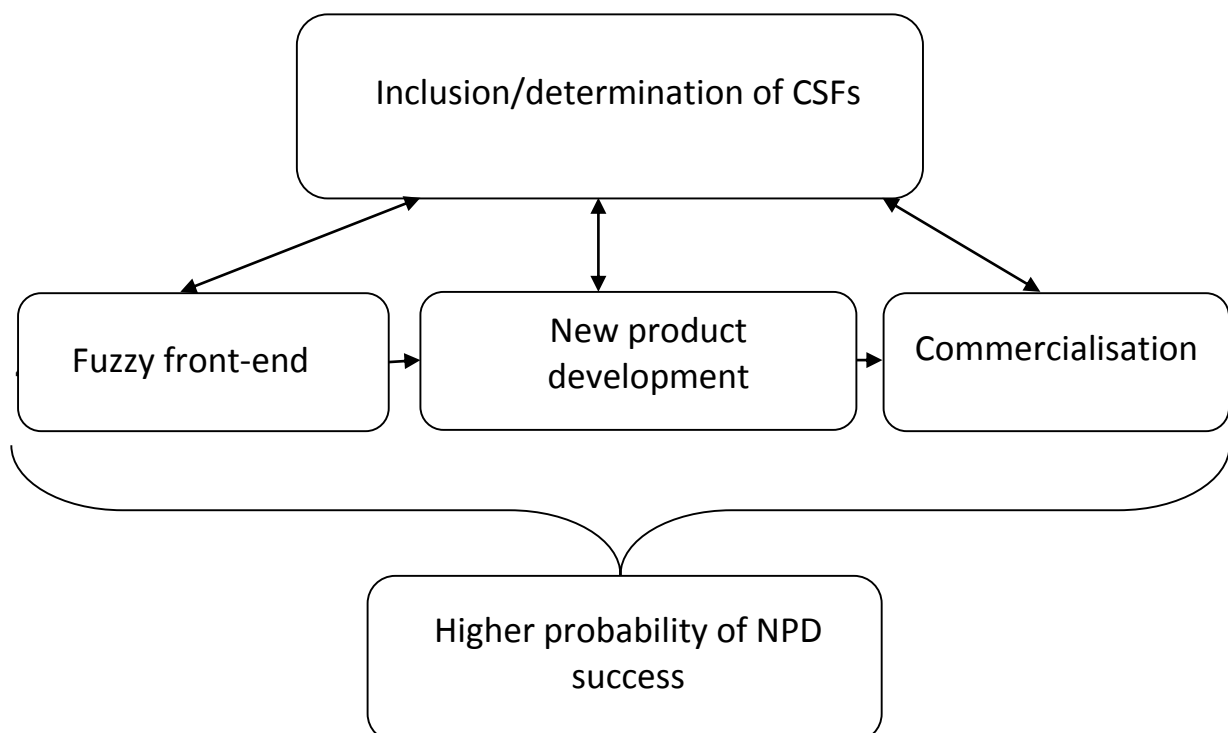 Inclusion/determination of CSFs
Fuzzy front-end
New product
development
Commercialisation
Higher probability of NPD
success